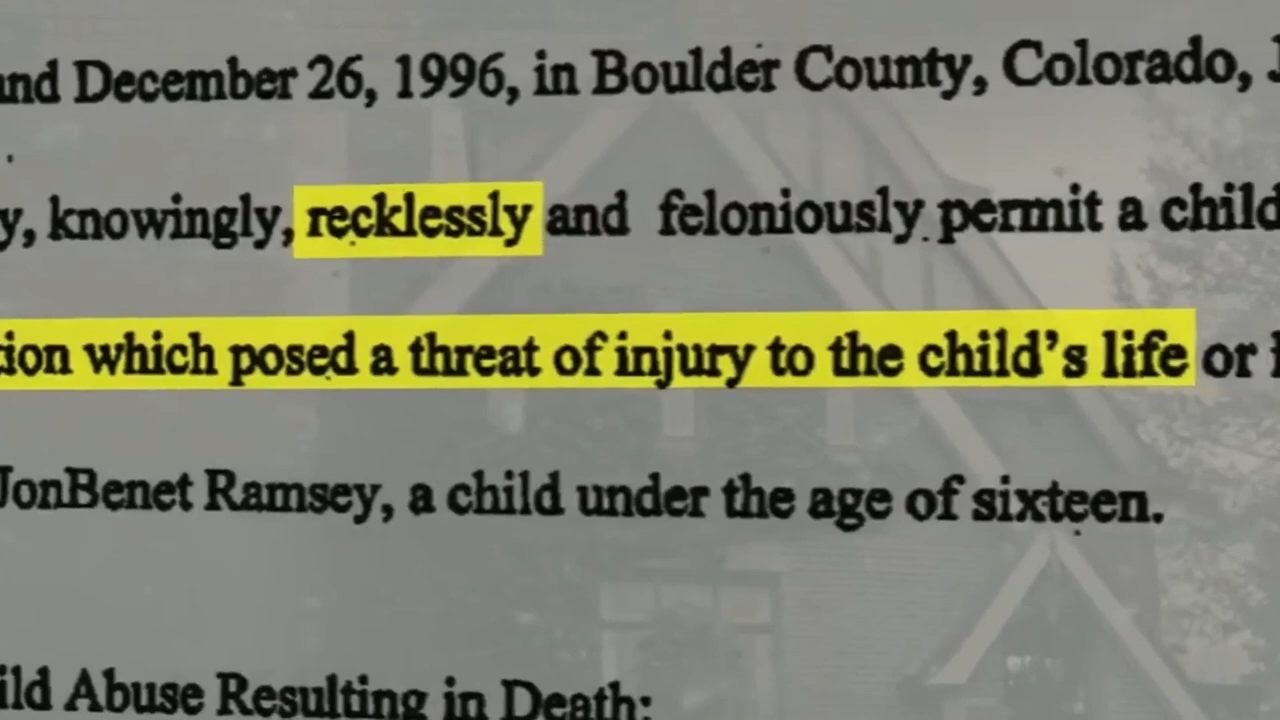 and December 26, 1996, in Boulder County, Colorado, J
y, knowingly, recklessly and feloniously permit a child
tion which posed a threat of injury to the child's life or i
JonBenet Ramsey, a child under the age of sixteen.
ild Abuse Resulting in Death: